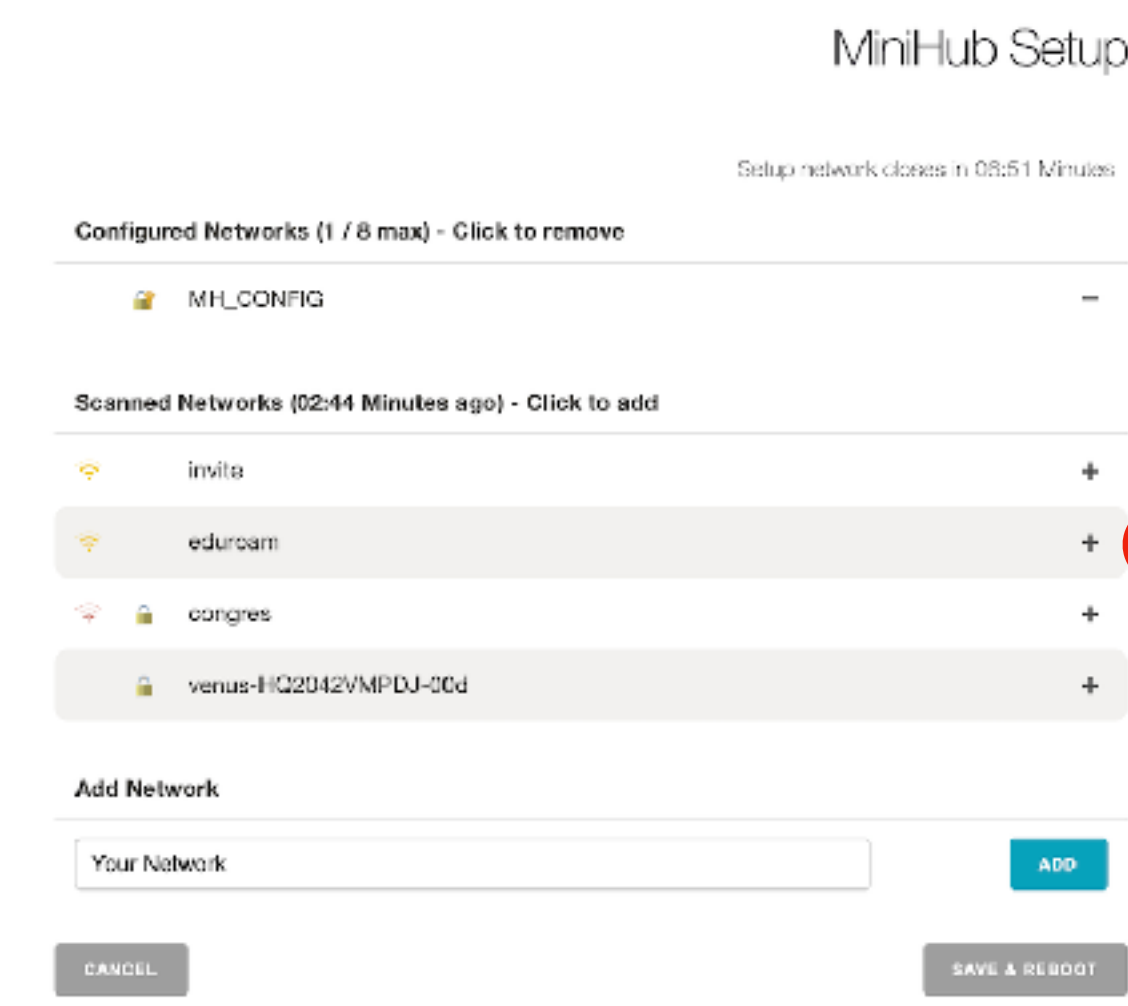 MiniHub Setup
Setup network closes in 06:51 Minutes
Configured Networks (1 / 8 max) - Click to remove
MH_CONFIG −
Scanned Networks (02:44 Minutes ago) - Click to add
invite +
eduroam +
congres +
venus-HQ2042VMPDJ-00d +
Add Network
Your Network ADD
CANCEL SAVE & REBOOT